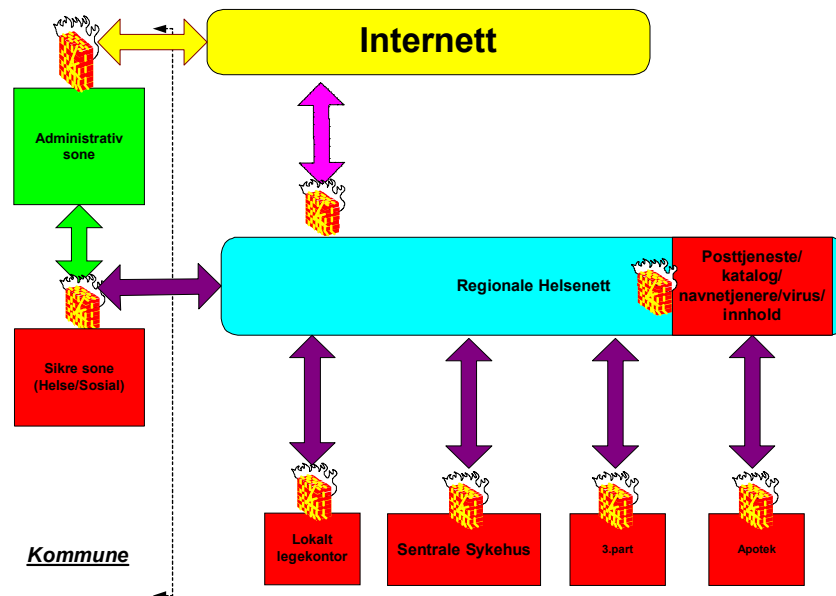 Internett
Administrativ
sone
Regionale Helsenett
Posttjeneste/
katalog/
navnetjenere/virus/
innhold
Sikre sone
(Helse/Sosial)
Lokalt
legekontor
Sentrale Sykehus
3.part
Apotek
Kommune